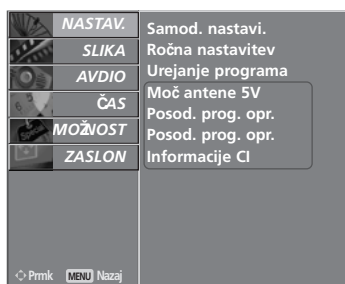 NASTAV.
SLIKA
AVDIO
ČAS
MOŽNOST
ZASLON
Samod. nastavi.
Ročna nastavitev
Urejanje programa
Moč antene 5V
Posod. prog. opr.
Posod. prog. opr.
Informacije CI
Prmk MENU Nazaj